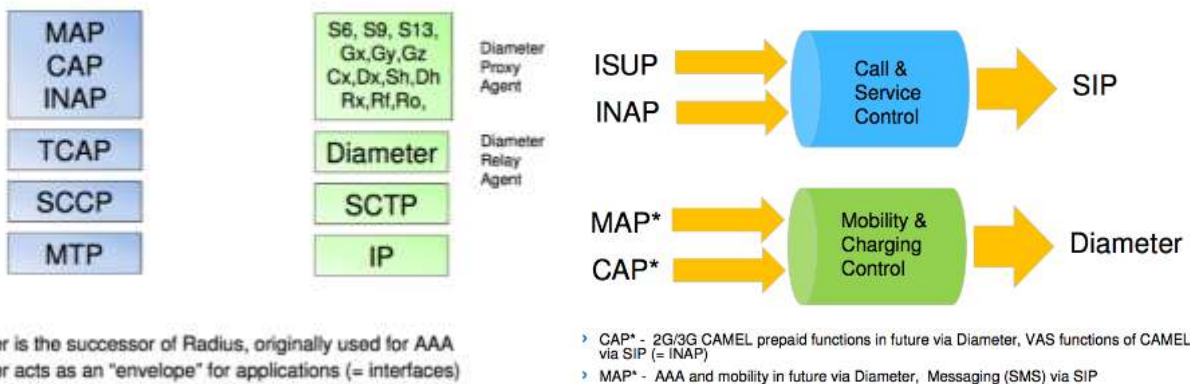 MAP
CAP
INAP
TCAP
SCCP
MTP
S6, S9, S13,
Gx,Gy,Gz
Cx,Dx,Sh,Dh
Rx,Rf,Ro,
Diameter
Proxy
Agent
Diameter
Diameter
Relay
Agent
SCTP
IP
er is the successor of Radius, originally used for AAA
er acts as an "envelope" for applications (= interfaces)
ISUP
INAP
Call &
Service
Control
SIP
MAP*
CAP*
Mobility &
Charging
Control
Diameter
› CAP* - 2G/3G CAMEL prepaid functions in future via Diameter, VAS functions of CAMEL
via SIP (= INAP)
› MAP* - AAA and mobility in future via Diameter, Messaging (SMS) via SIP